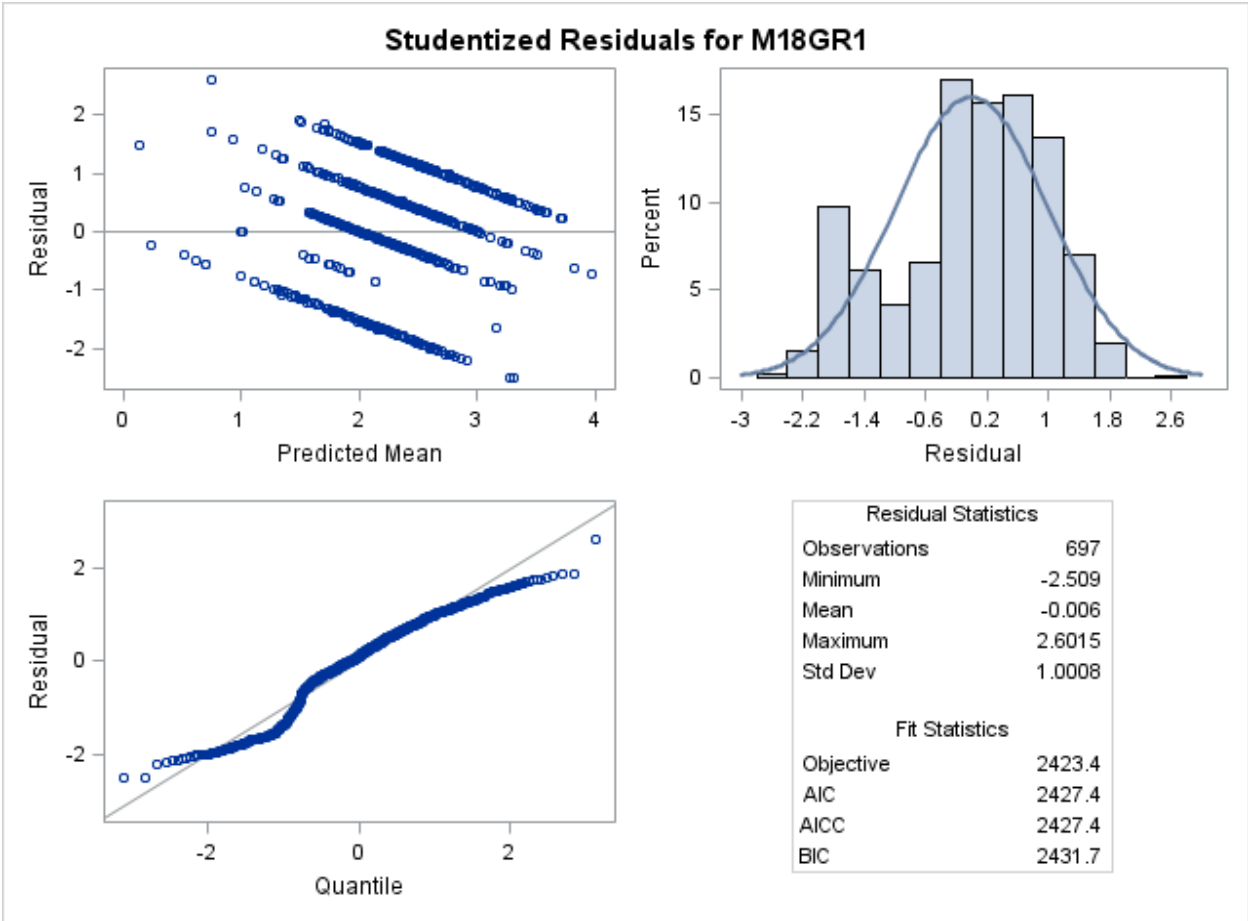 Studentized Residuals for M18GR1
2
1
0
-1
-2
Residual
0 1 2 3 4
Predicted Mean
15
10
5
0
Percent
-3 -2.2 -1.4 -0.6 0.2 1 1.8 2.6
Residual
2
0
-2
Residual
-2 0 2
Quantile
Residual Statistics
Observations 697
Minimum -2.509
Mean -0.006
Maximum 2.6015
Std Dev 1.0008
Fit Statistics
Objective 2423.4
AIC 2427.4
AICC 2427.4
BIC 2431.7